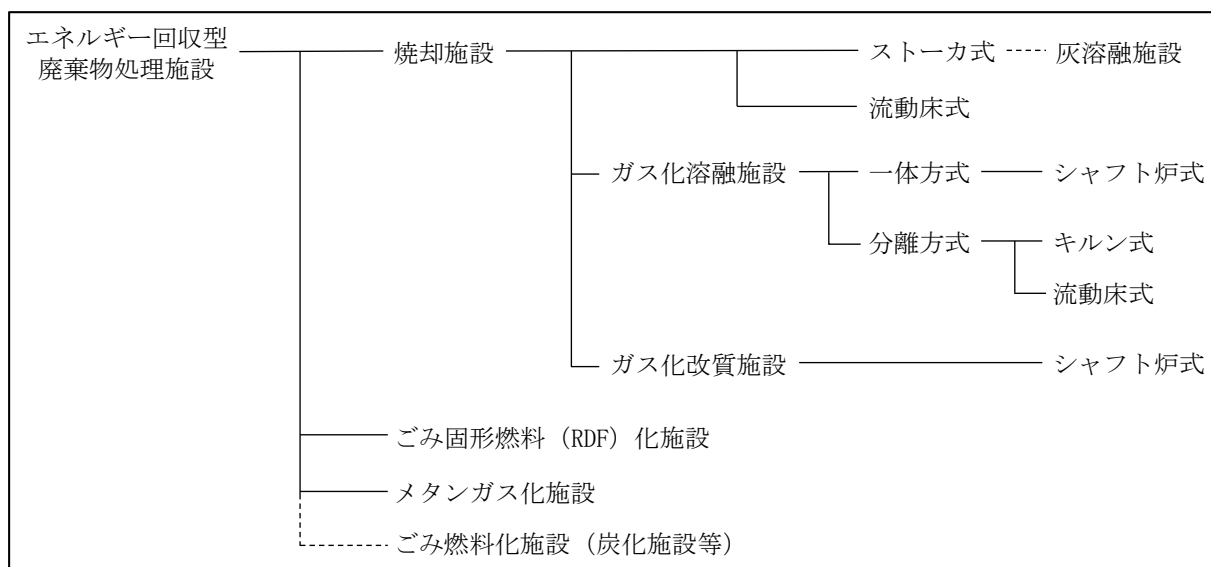 エネルギー回収型
廃棄物処理施設
焼却施設
ストーカ式
灰溶融施設
流動床式
ガス化溶融施設
一体方式
シャフト炉式
分離方式
キルン式
流動床式
ガス化改質施設
シャフト炉式
ごみ固形燃料（RDF）化施設
メタンガス化施設
ごみ燃料化施設（炭化施設等）